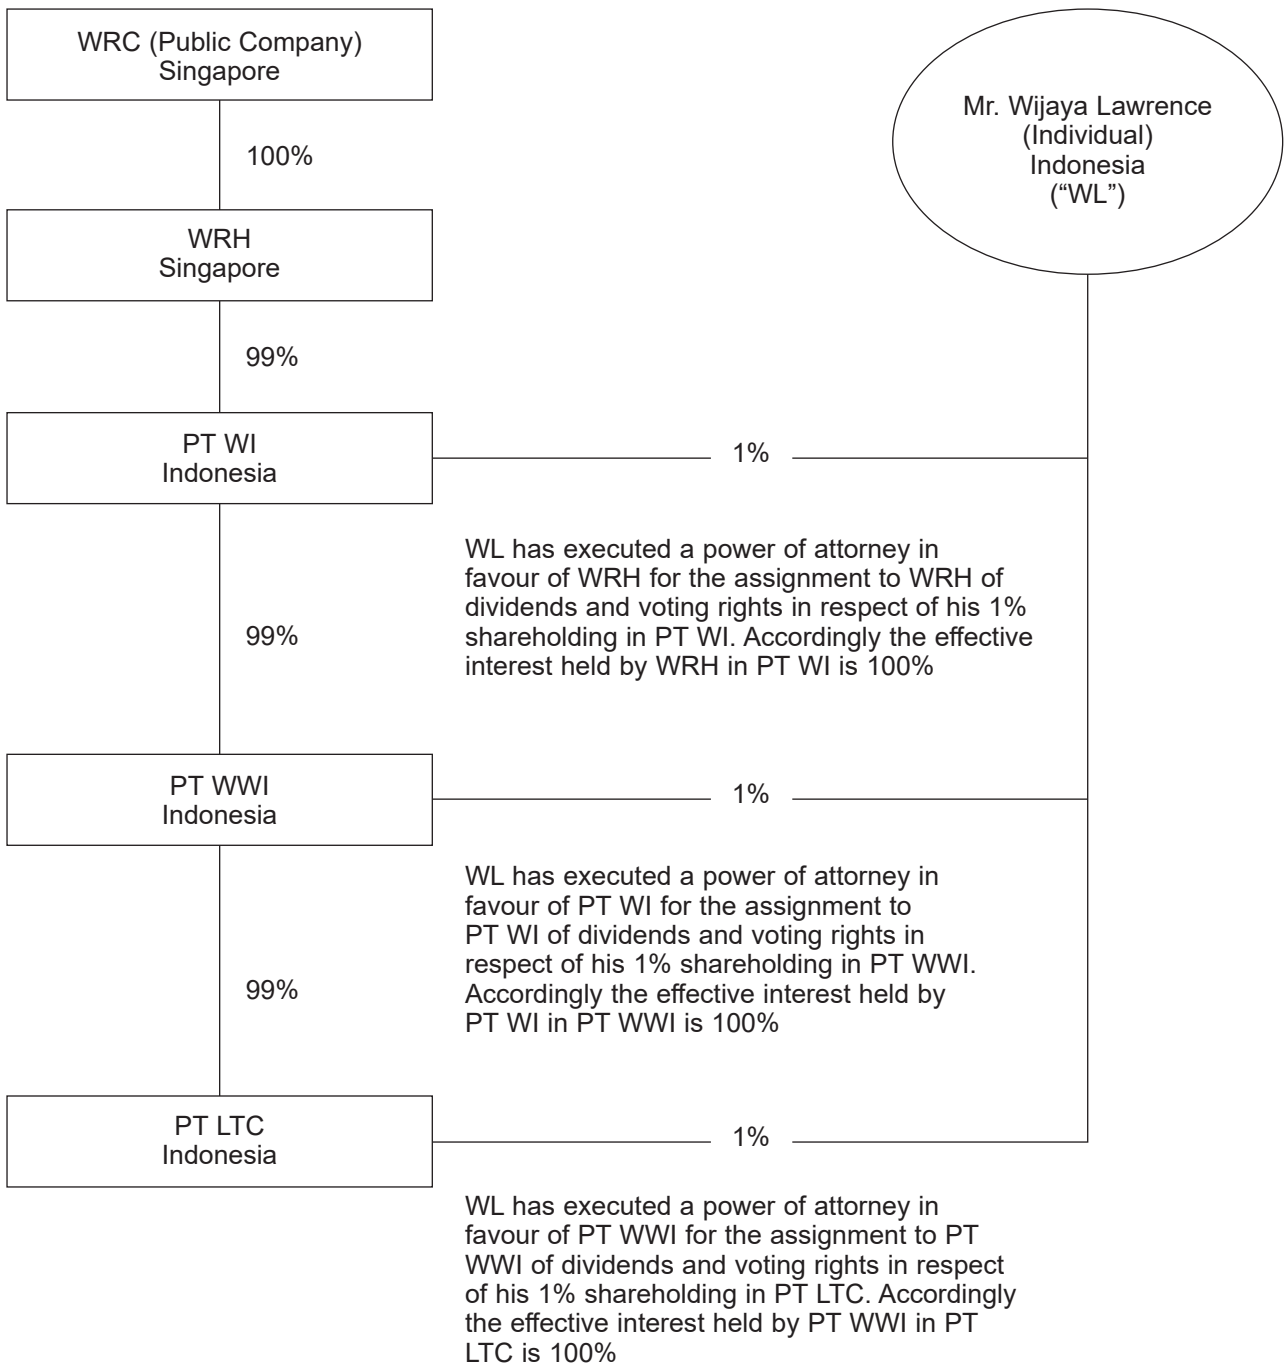 WRC (Public Company)
Singapore
Mr. Wijaya Lawrence
(Individual)
Indonesia
(“WL”)
100%
WRH
Singapore
99%
PT WI
Indonesia
1%
WL has executed a power of attorney in
favour of WRH for the assignment to WRH of
dividends and voting rights in respect of his 1%
shareholding in PT WI. Accordingly the effective
interest held by WRH in PT WI is 100%
99%
PT WWI
Indonesia
1%
WL has executed a power of attorney in
favour of PT WI for the assignment to
PT WI of dividends and voting rights in
respect of his 1% shareholding in PT WWI.
Accordingly the effective interest held by
PT WI in PT WWI is 100%
99%
PT LTC
Indonesia
1%
WL has executed a power of attorney in
favour of PT WWI for the assignment to PT
WWI of dividends and voting rights in respect
of his 1% shareholding in PT LTC. Accordingly
the effective interest held by PT WWI in PT
LTC is 100%